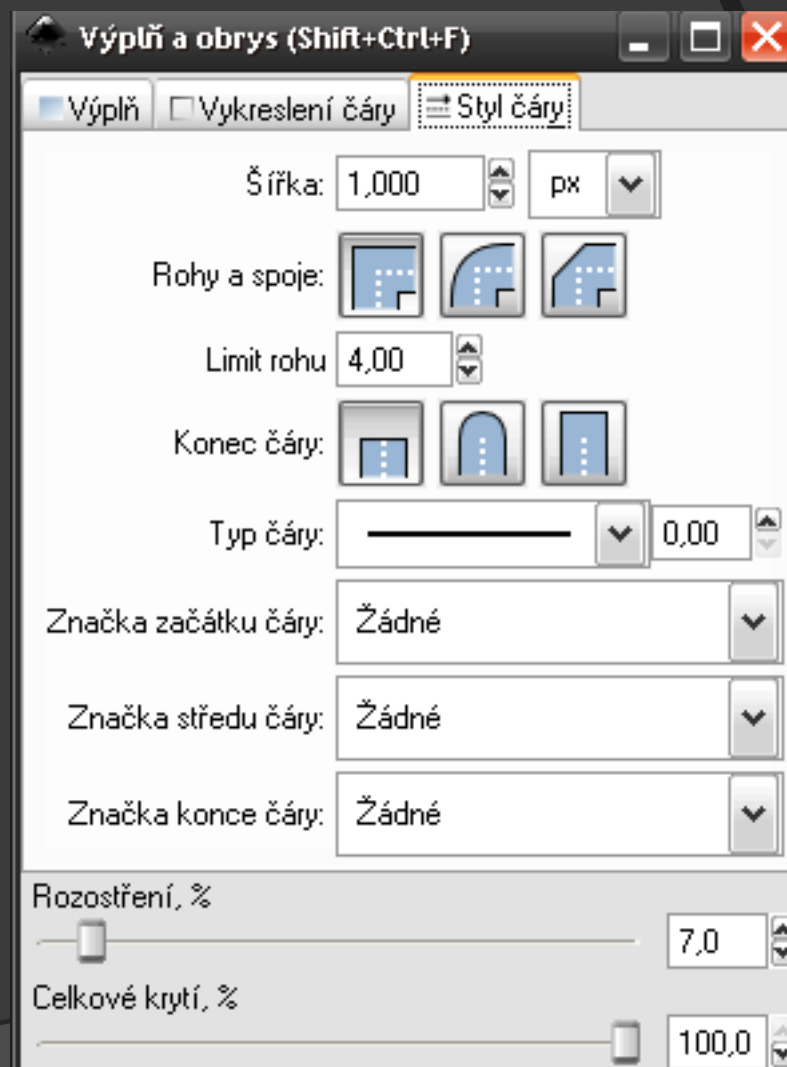 Výplň a obrys (Shift+Ctrl+F)
Výplň Vykreslení čáry Styl čáry
Šířka: 1,000 px
Rohy a spoje:
Limit rohu 4,00
Konec čáry:
Typ čáry: 0,00
Značka začátku čáry: Žádné
Značka středu čáry: Žádné
Značka konce čáry: Žádné
Rozostření, %
7,0
Celkové krytí, %
100,0